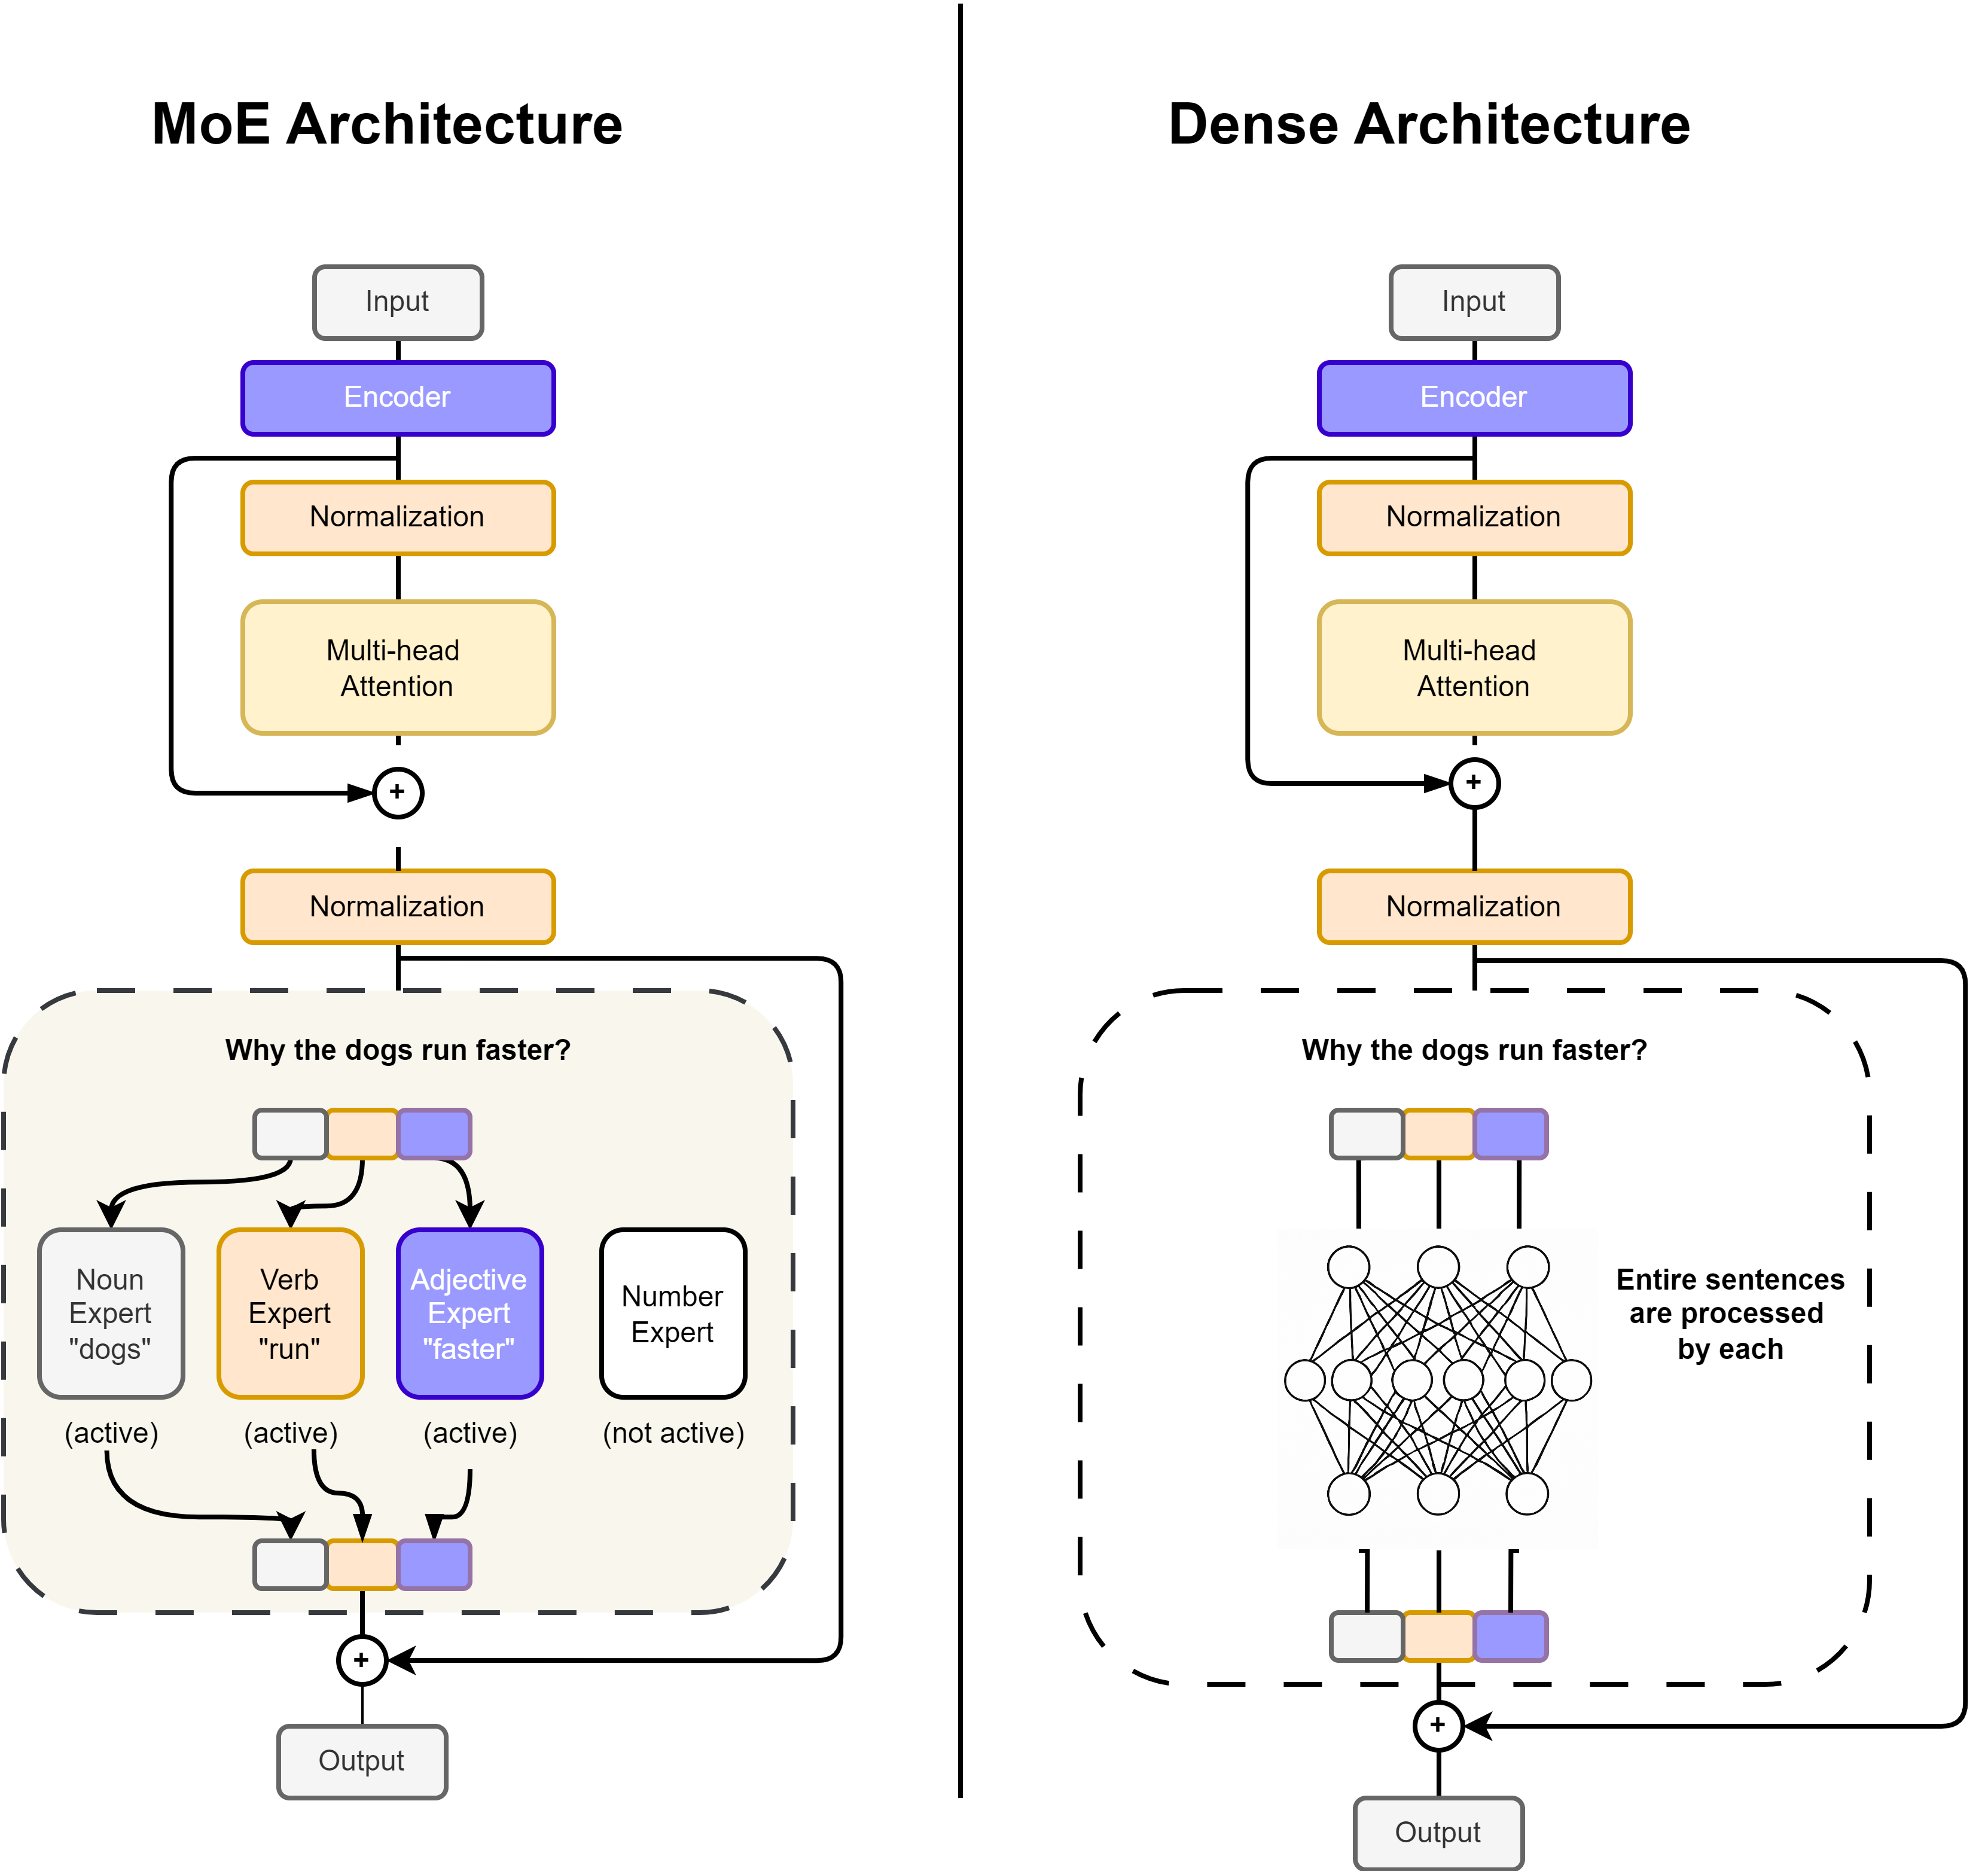 MoE Architecture
Input
Encoder
Normalization
Multi-head
Attention
+
Normalization
Why the dogs run faster?
Noun
Expert
"dogs"
(active)
Verb
Expert
"run"
(active)
Adjective
Expert
"faster"
(active)
Number
Expert
(not active)
+
Output
Dense Architecture
Input
Encoder
Normalization
Multi-head
Attention
+
Normalization
Why the dogs run faster?
Entire sentences
are processed
by each
+
Output